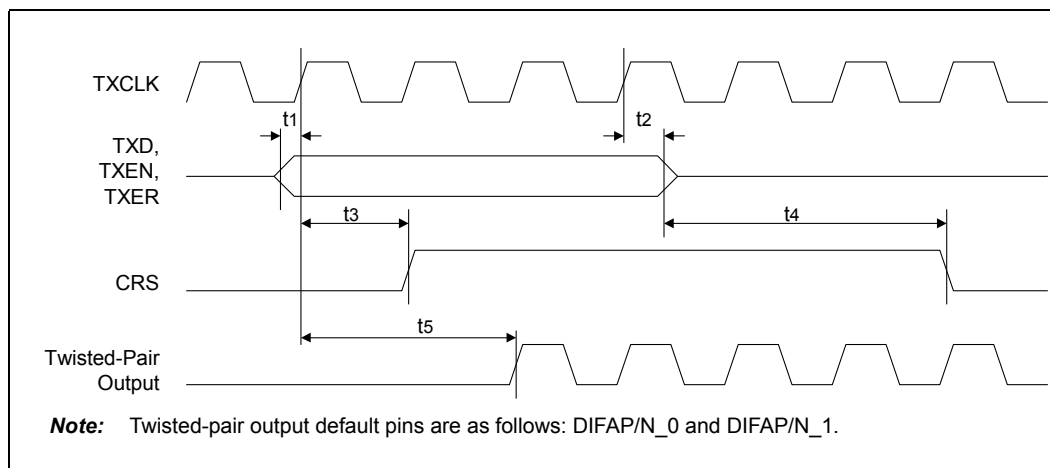 TXCLK
t1
t2
TXD,
TXEN,
TXER
t3
t4
CRS
t5
Twisted-Pair
Output
Note: Twisted-pair output default pins are as follows: DIFAP/N_0 and DIFAP/N_1.